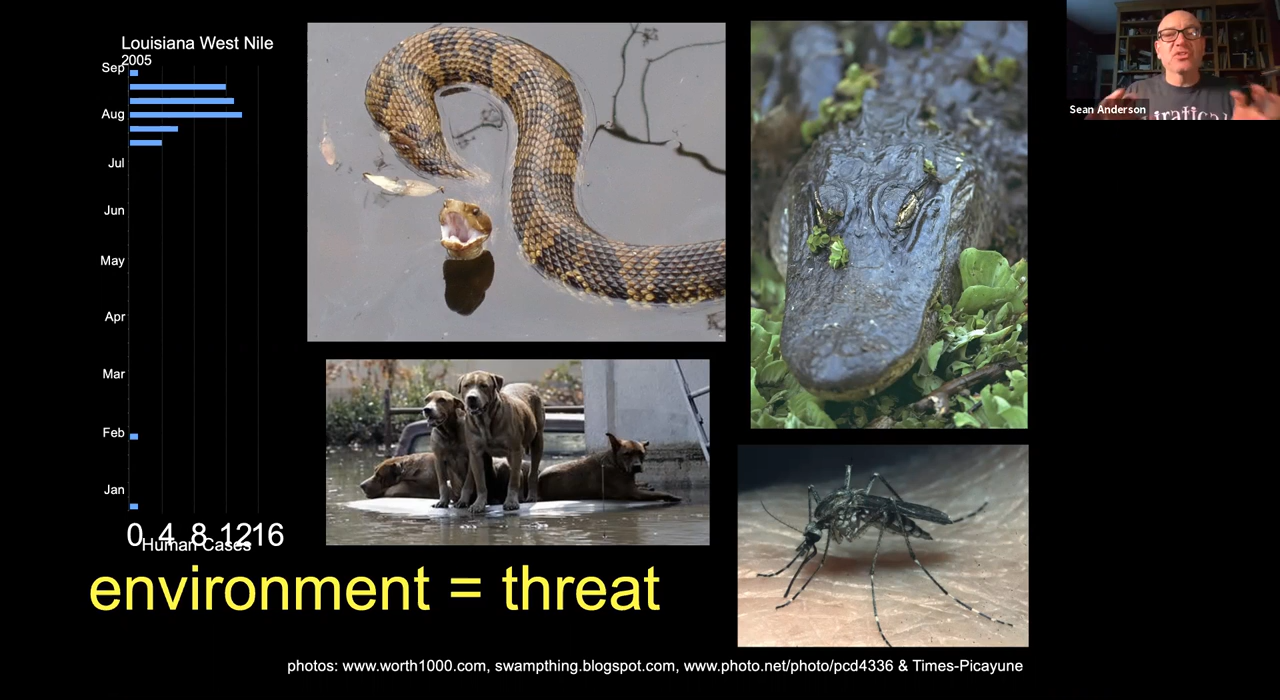 Louisiana West Nile
2005
Sep
Aug
Jul
Jun
May
Apr
Mar
Feb
Jan
0 4 8 12 16
Human Cases
environment = threat
photos: www.worth1000.com, swampthing.blogspot.com, www.photo.net/photo/pcd4336 & Times-Picayune
Sean Anderson